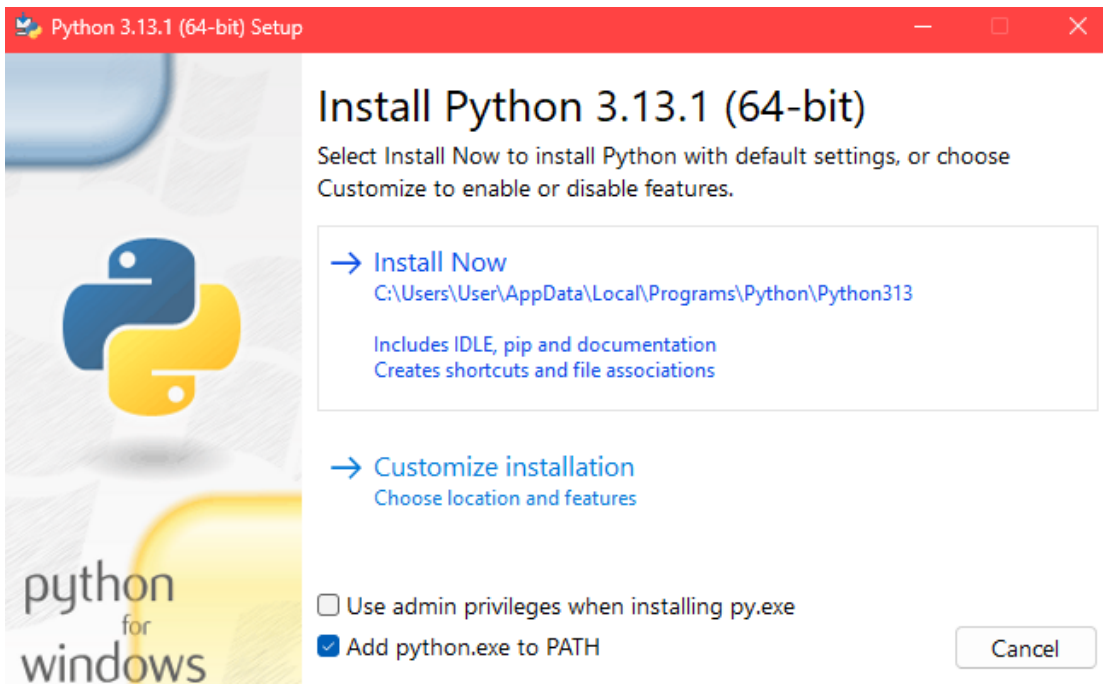 Python 3.13.1 (64-bit) Setup
Install Python 3.13.1 (64-bit)
Select Install Now to install Python with default settings, or choose
Customize to enable or disable features.
Install Now
C:\Users\User\AppData\Local\Programs\Python\Python313
Includes IDLE, pip and documentation
Creates shortcuts and file associations
Customize installation
Choose location and features
Use admin privileges when installing py.exe
Add python.exe to PATH
Cancel
python
for
windows